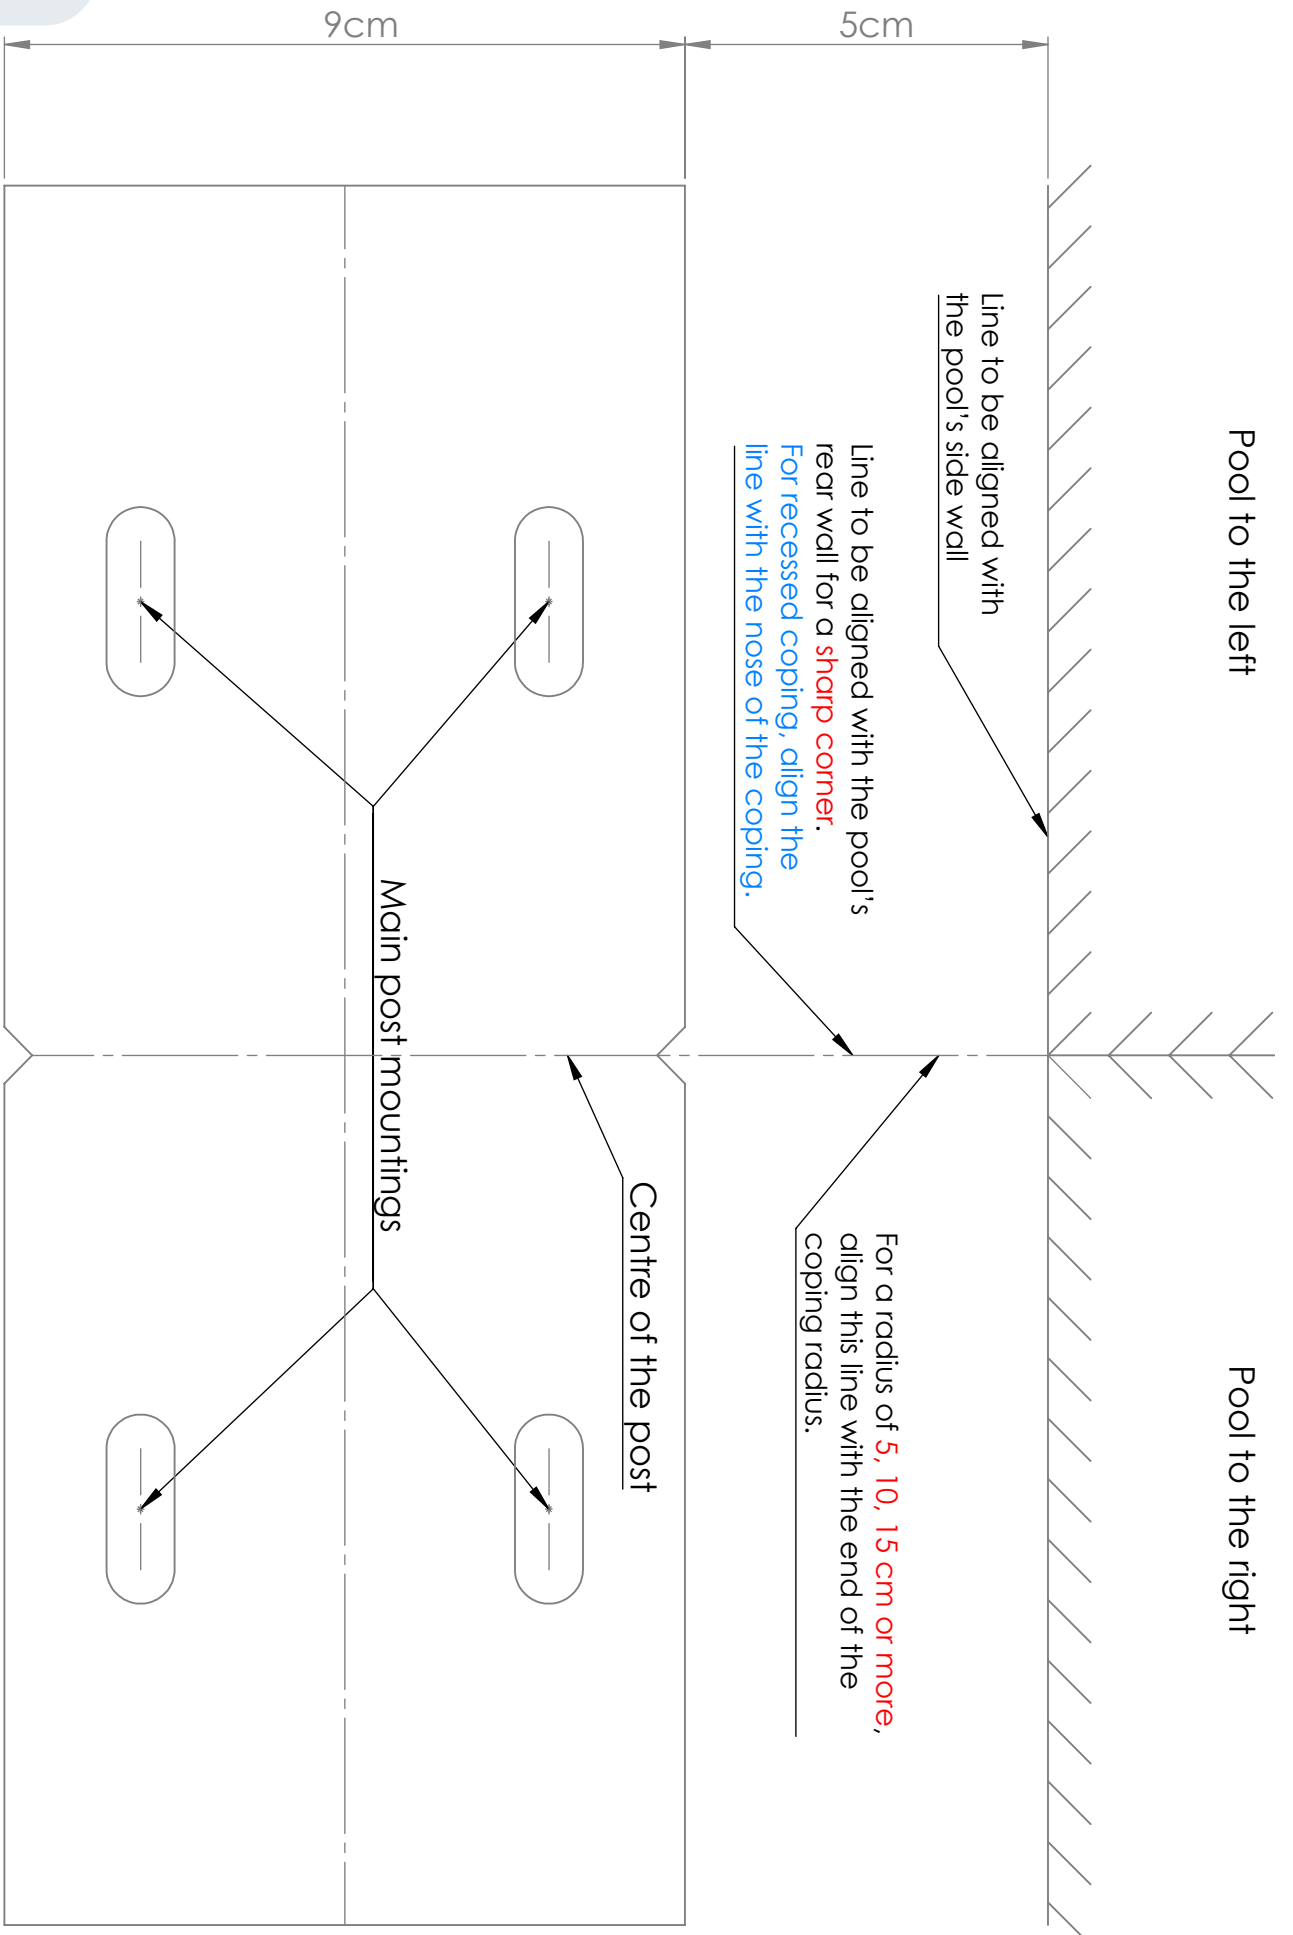 9cm
5cm
Pool to the left
Pool to the right
Line to be aligned with
the pool's side wall
Line to be aligned with the pool's
rear wall for a sharp corner.
For recessed coping, align the
line with the nose of the coping.
For a radius of 5, 10, 15 cm or more,
align this line with the end of the
coping radius.
Centre of the post
Main post mountings